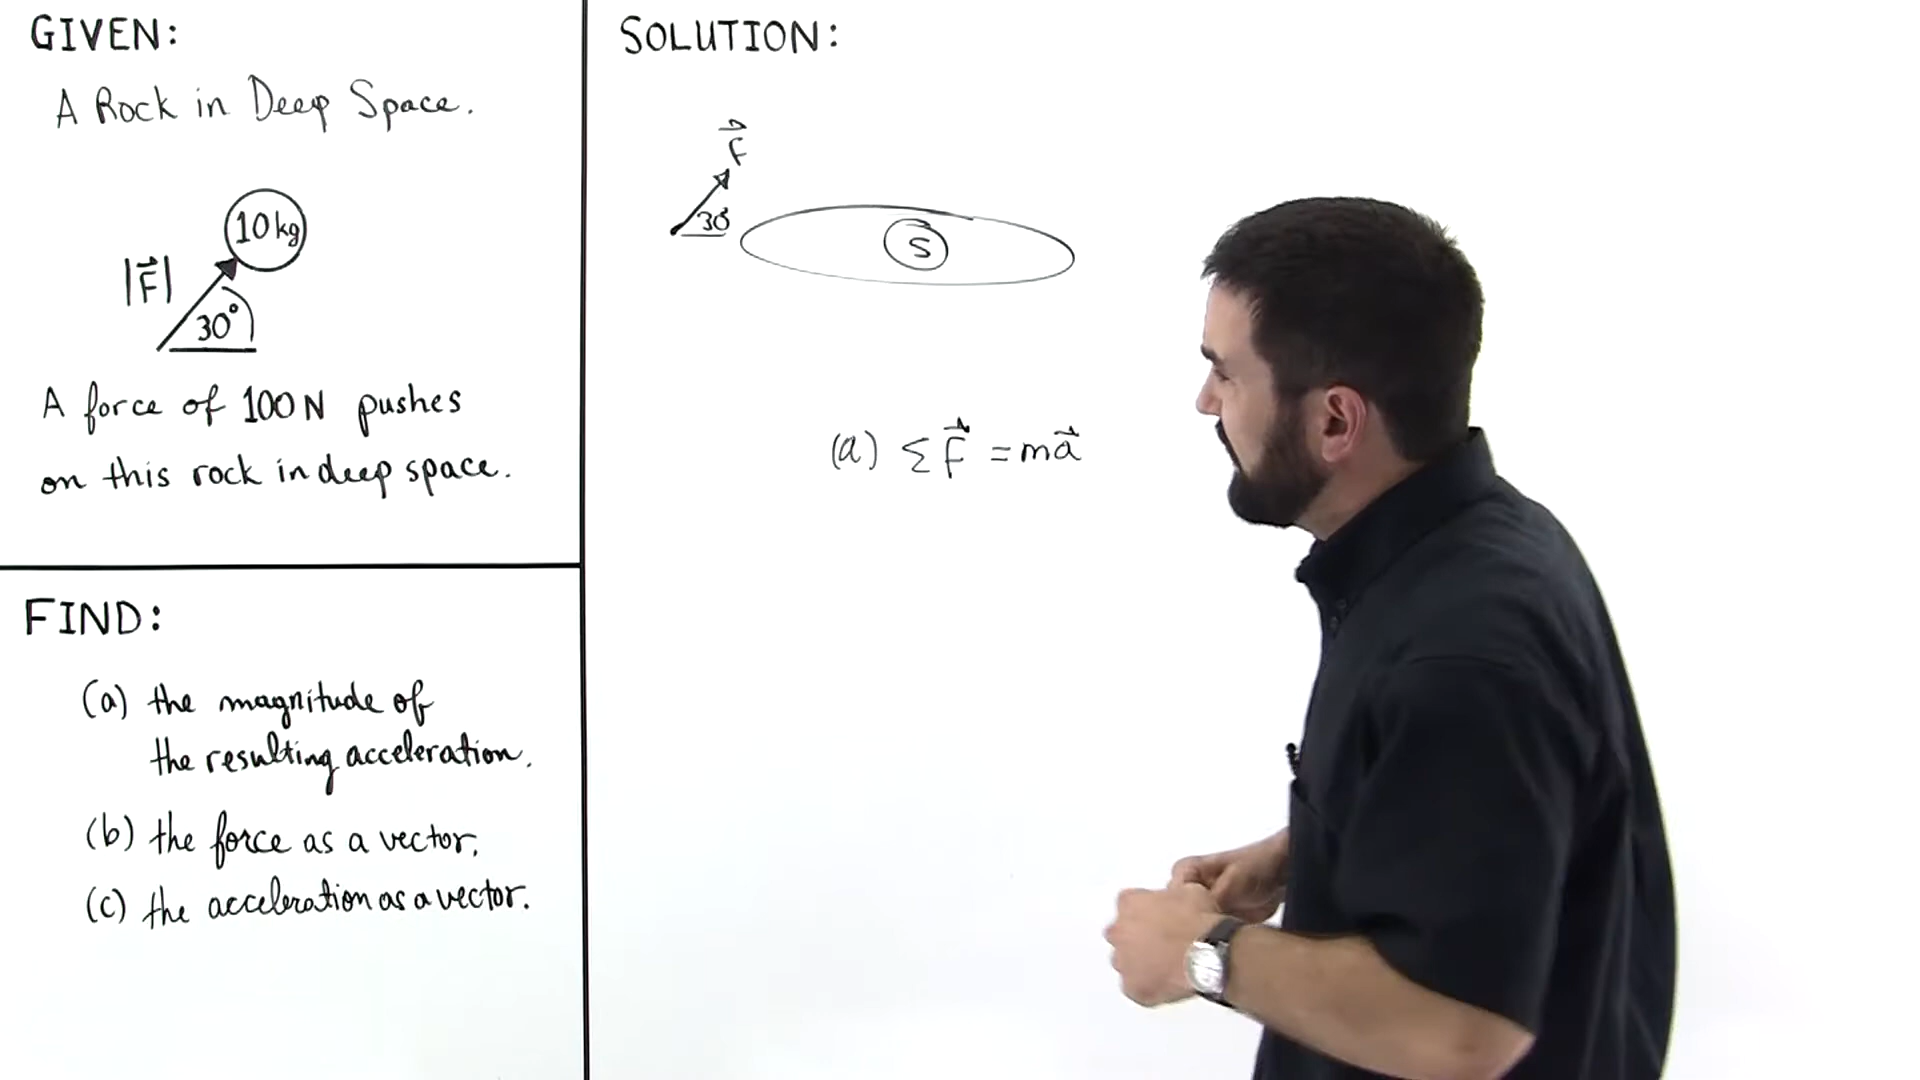 GIVEN:
A Rock in Deep Space.
10 kg
|F⃗|
30°
A force of 100 N pushes
on this rock in deep space.
FIND:
(a) the magnitude of
the resulting acceleration.
(b) the force as a vector.
(c) the acceleration as a vector.
SOLUTION:
F⃗
30°
S
(a) ΣF⃗ = ma⃗